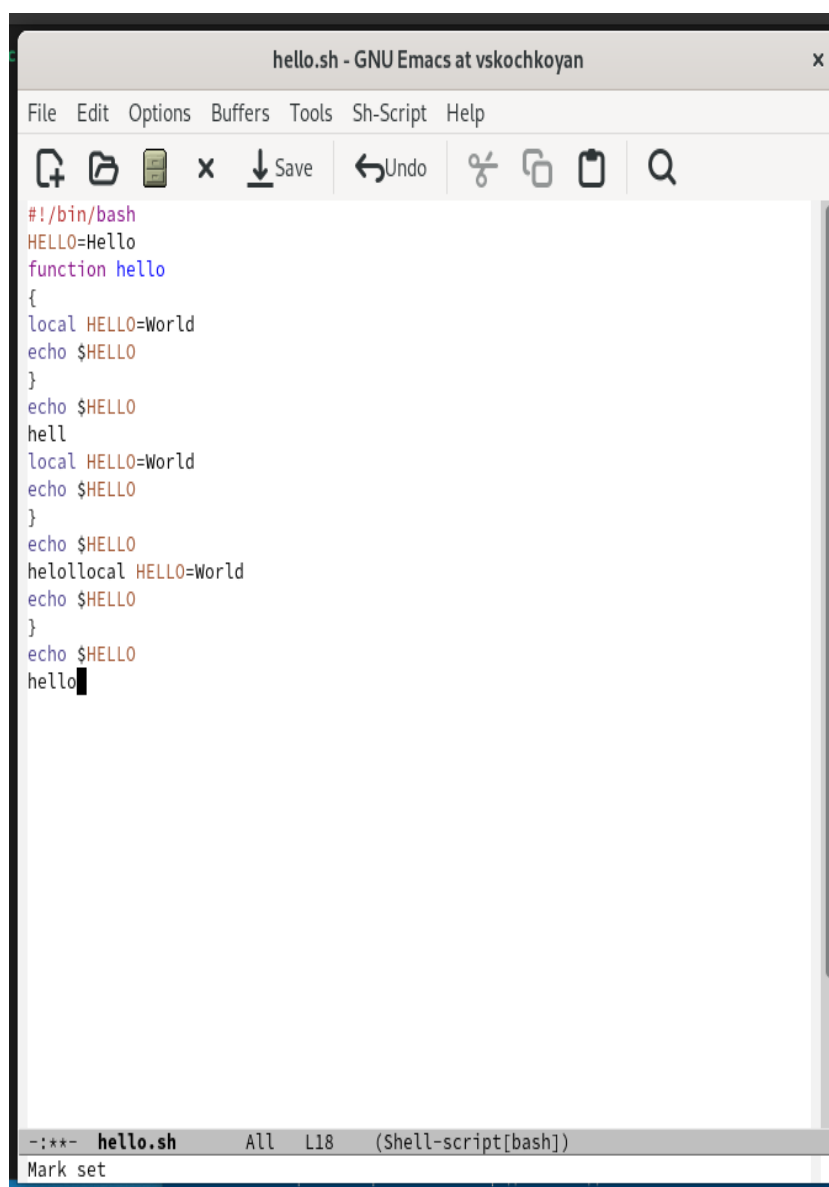 hello.sh - GNU Emacs at vskochkoyan
File Edit Options Buffers Tools Sh-Script Help
Save Undo
#!/bin/bash
HELLO=Hello
function hello
{
local HELLO=World
echo $HELLO
}
echo $HELLO
hell
local HELLO=World
echo $HELLO
}
echo $HELLO
helollocal HELLO=World
echo $HELLO
}
echo $HELLO
hello
-:**- hello.sh All L18 (Shell-script[bash])
Mark set